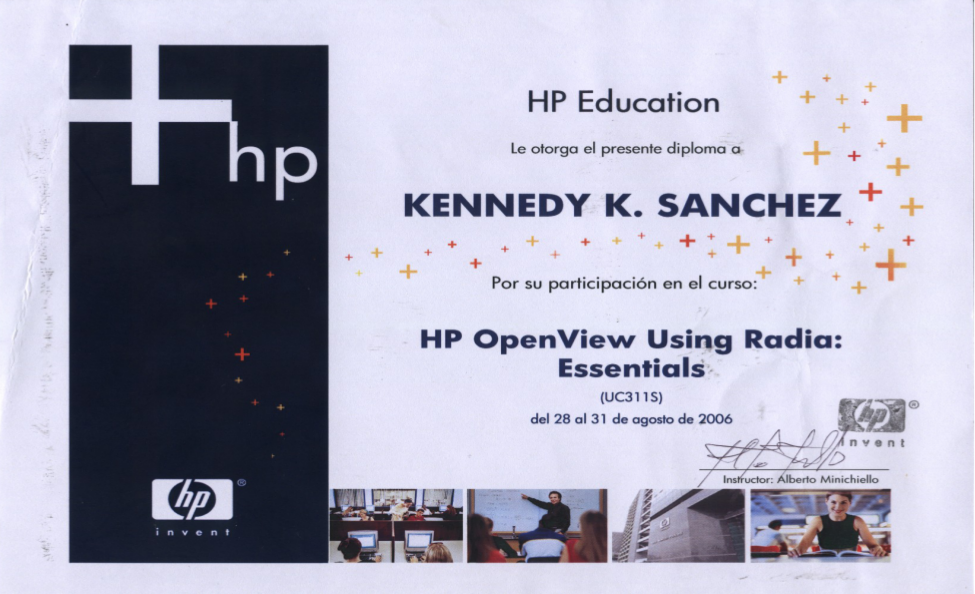 hp
HP Education
Le otorga el presente diploma a
KENNEDY K. SANCHEZ
Por su participación en el curso:
HP OpenView Using Radia:
Essentials
(UC311S)
del 28 al 31 de agosto de 2006
hp®
invent
Instructor: Alberto Minichiello
hp®
invent